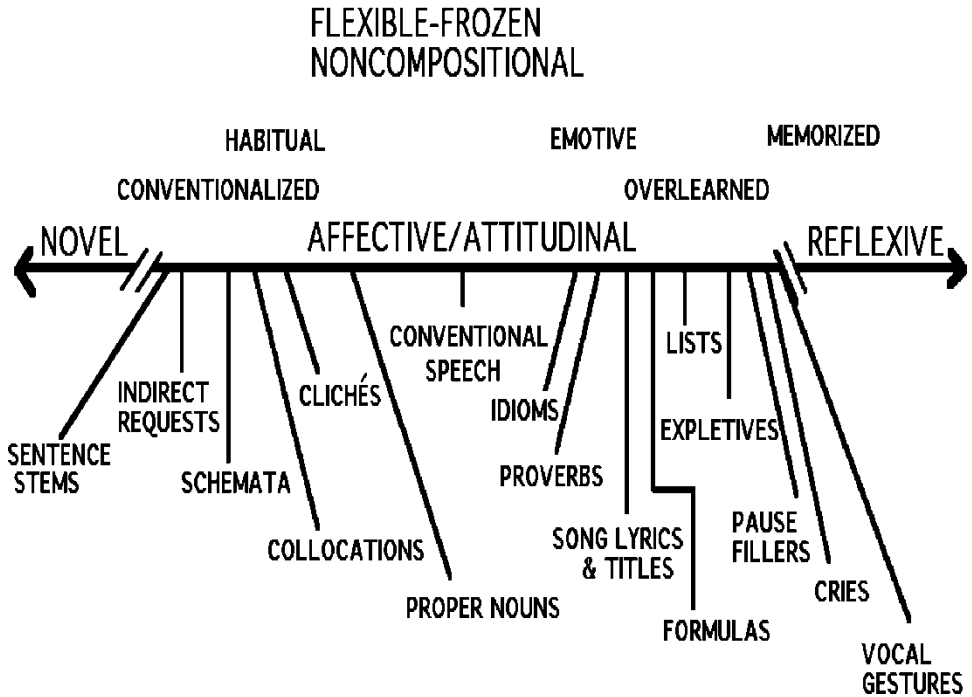 FLEXIBLE-FROZEN
NONCOMPOSITIONAL
HABITUAL
EMOTIVE
MEMORIZED
CONVENTIONALIZED
OVERLEARNED
NOVEL
AFFECTIVE/ATTITUDINAL
REFLEXIVE
SENTENCE
STEMS
INDIRECT
REQUESTS
SCHEMATA
COLLOCATIONS
CLICHÉS
PROPER NOUNS
CONVENTIONAL
SPEECH
IDIOMS
PROVERBS
SONG LYRICS
& TITLES
FORMULAS
LISTS
EXPLETIVES
PAUSE
FILLERS
CRIES
VOCAL
GESTURES